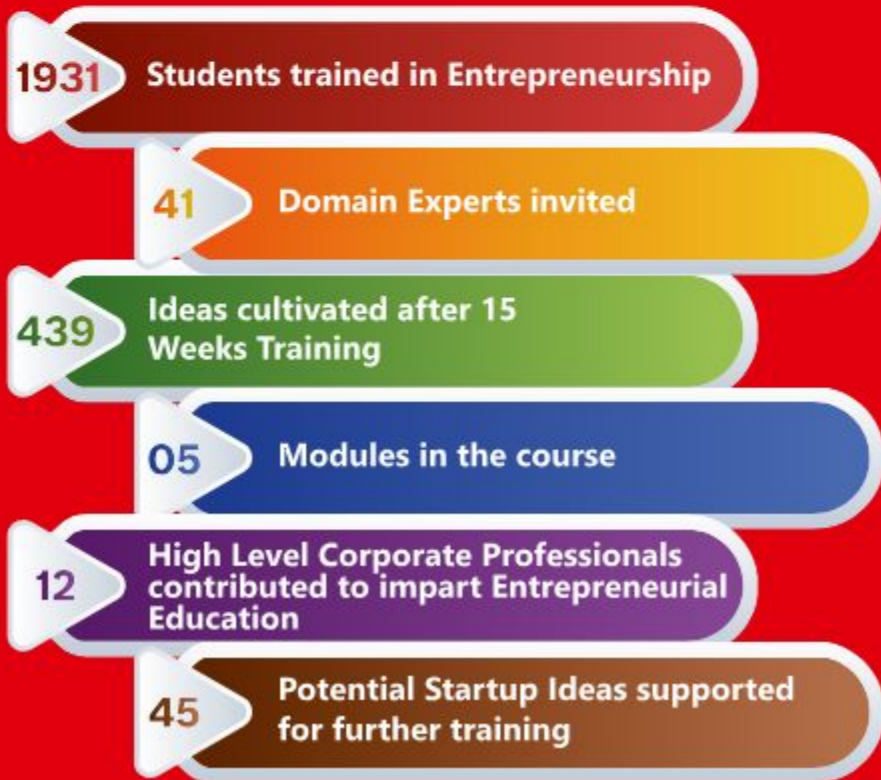 1931
Students trained in Entrepreneurship
41
Domain Experts invited
439
Ideas cultivated after 15
Weeks Training
05
Modules in the course
12
High Level Corporate Professionals
contributed to impart Entrepreneurial
Education
45
Potential Startup Ideas supported
for further training